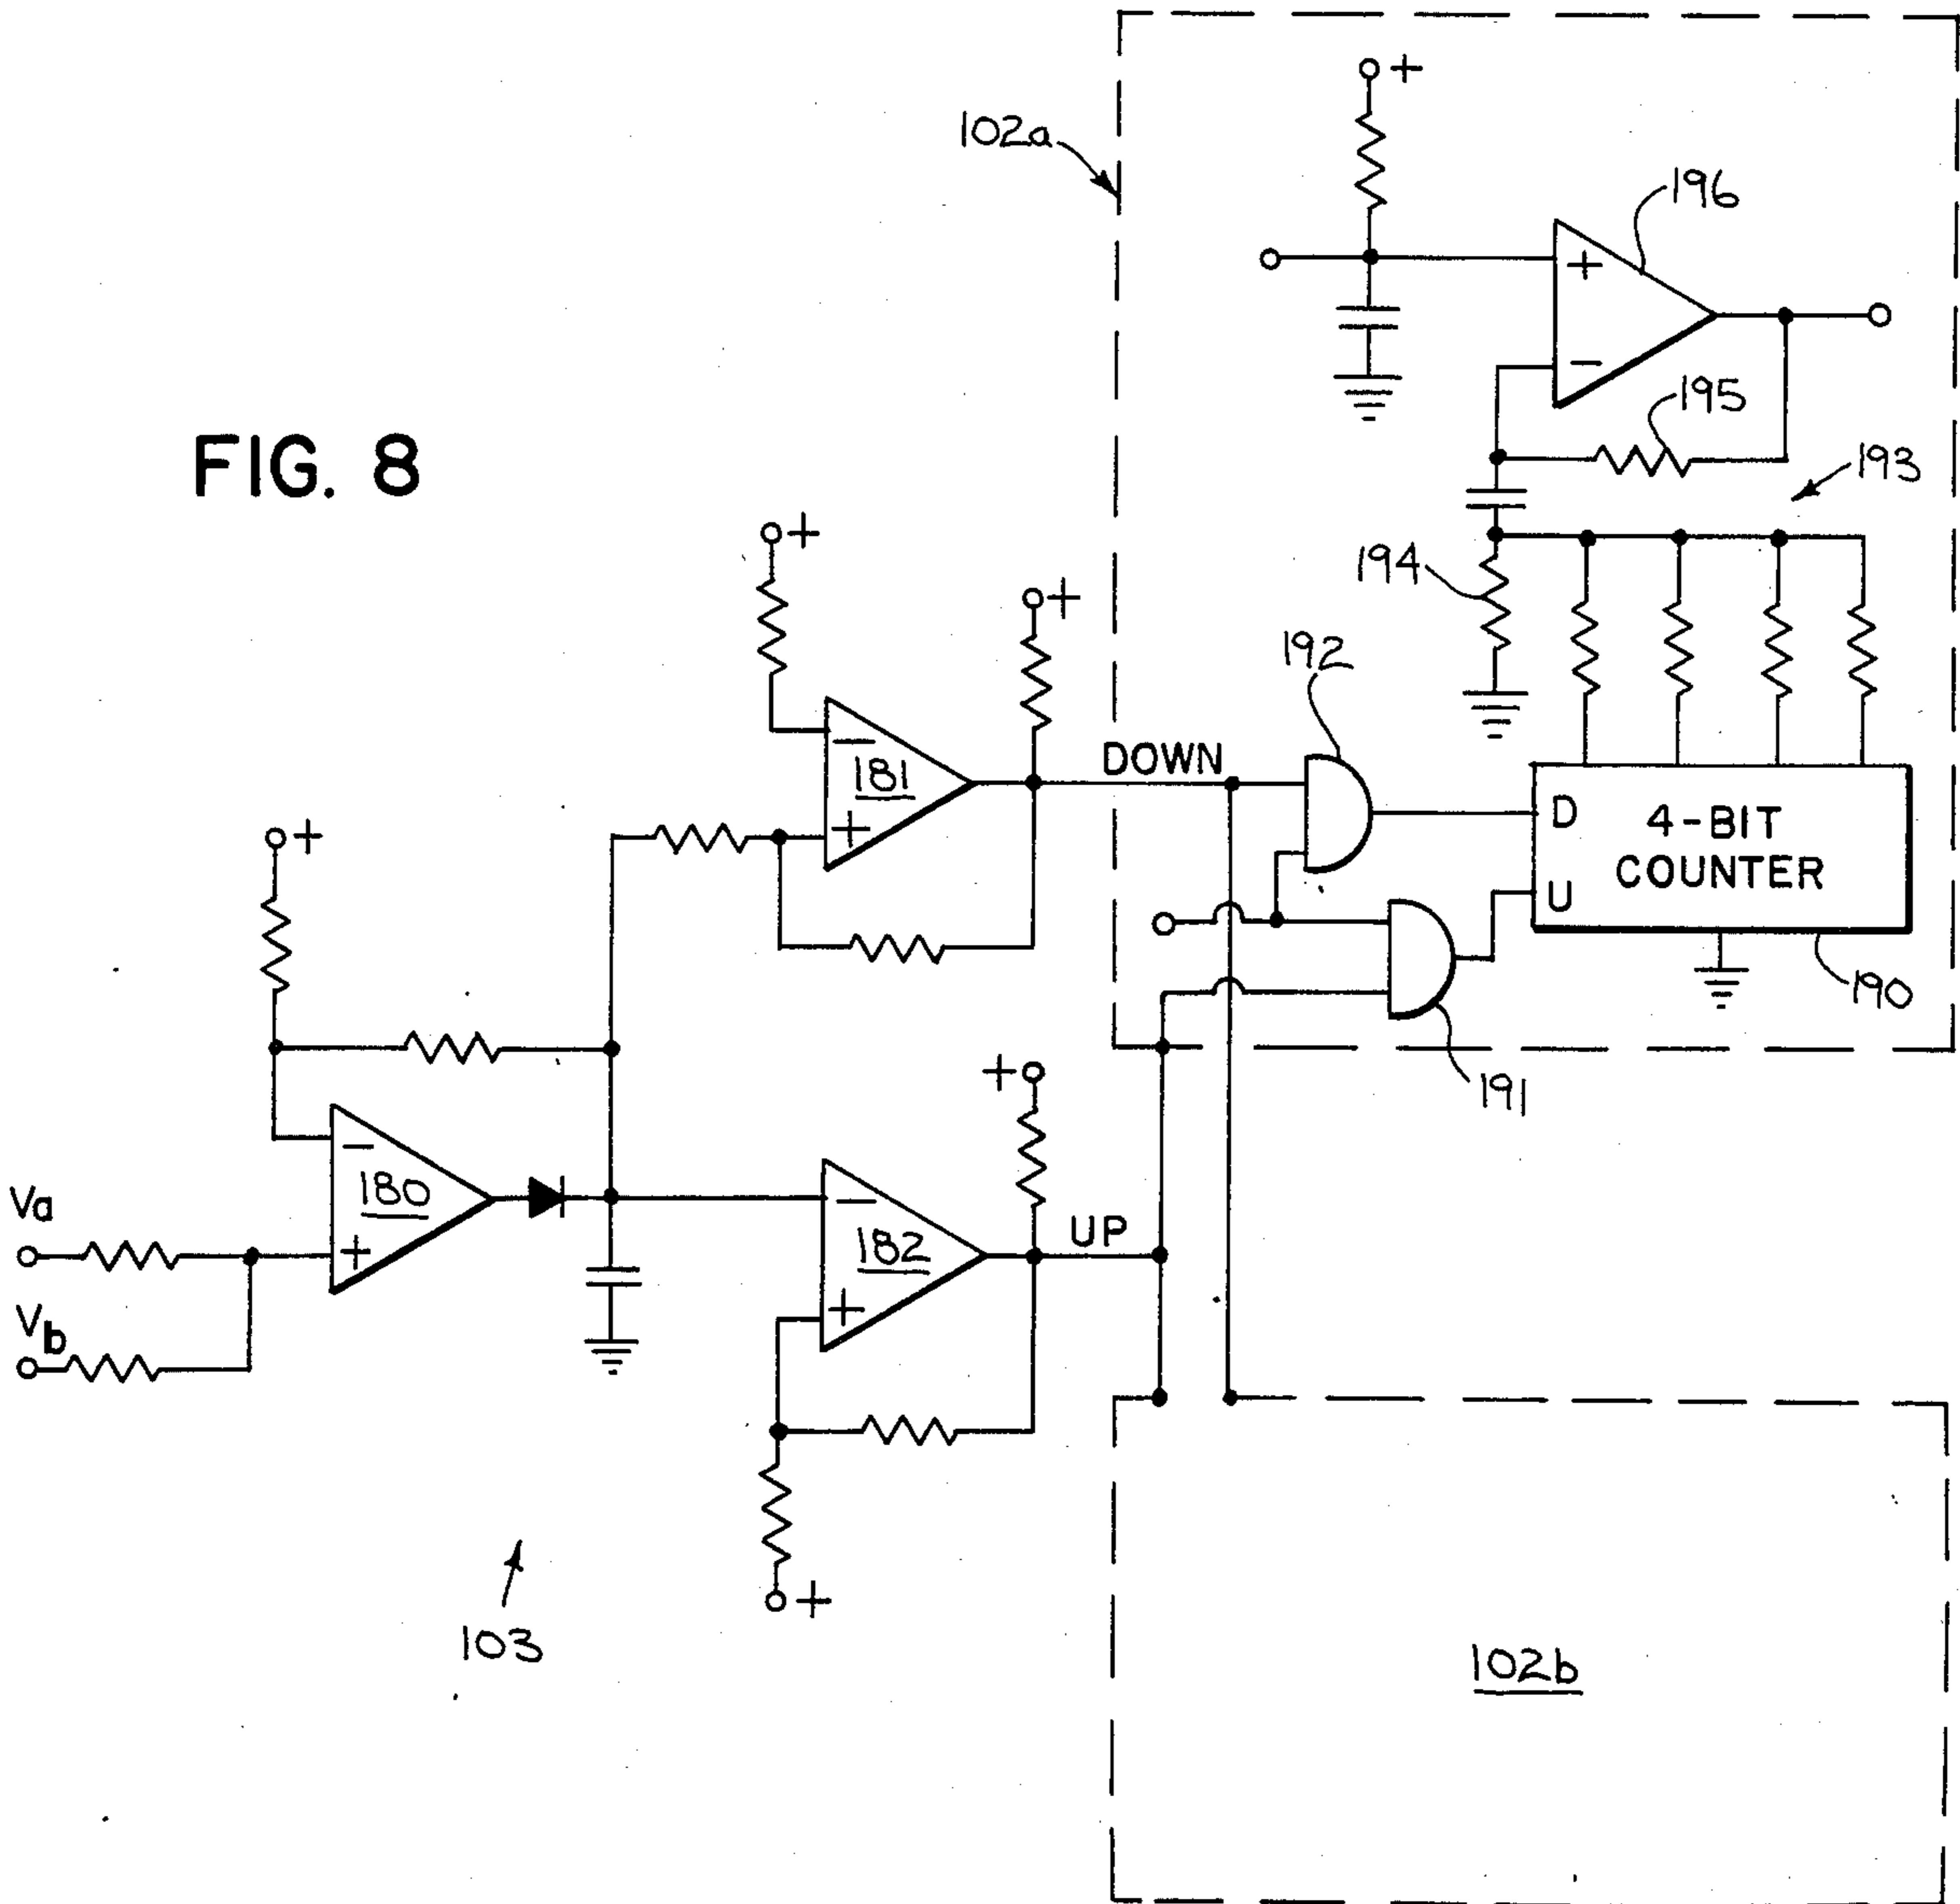 FIG. 8
102a
+
196
+
−
195
193
194
+
+
192
DOWN
−
181
+
D
4-BIT
COUNTER
U
190
191
+
+
−
180
+
Va
Vb
−
182
+
UP
+
103
102b